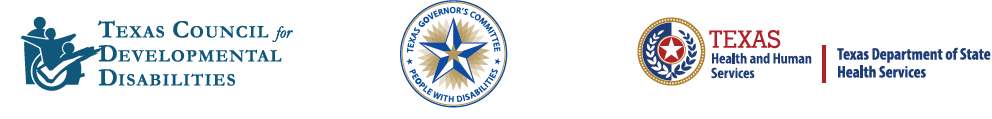 TEXAS COUNCIL for
DEVELOPMENTAL
DISABILITIES
TEXAS GOVERNOR'S COMMITTEE
★ PEOPLE WITH DISABILITIES ★
TEXAS
Health and Human
Services
Texas Department of State
Health Services